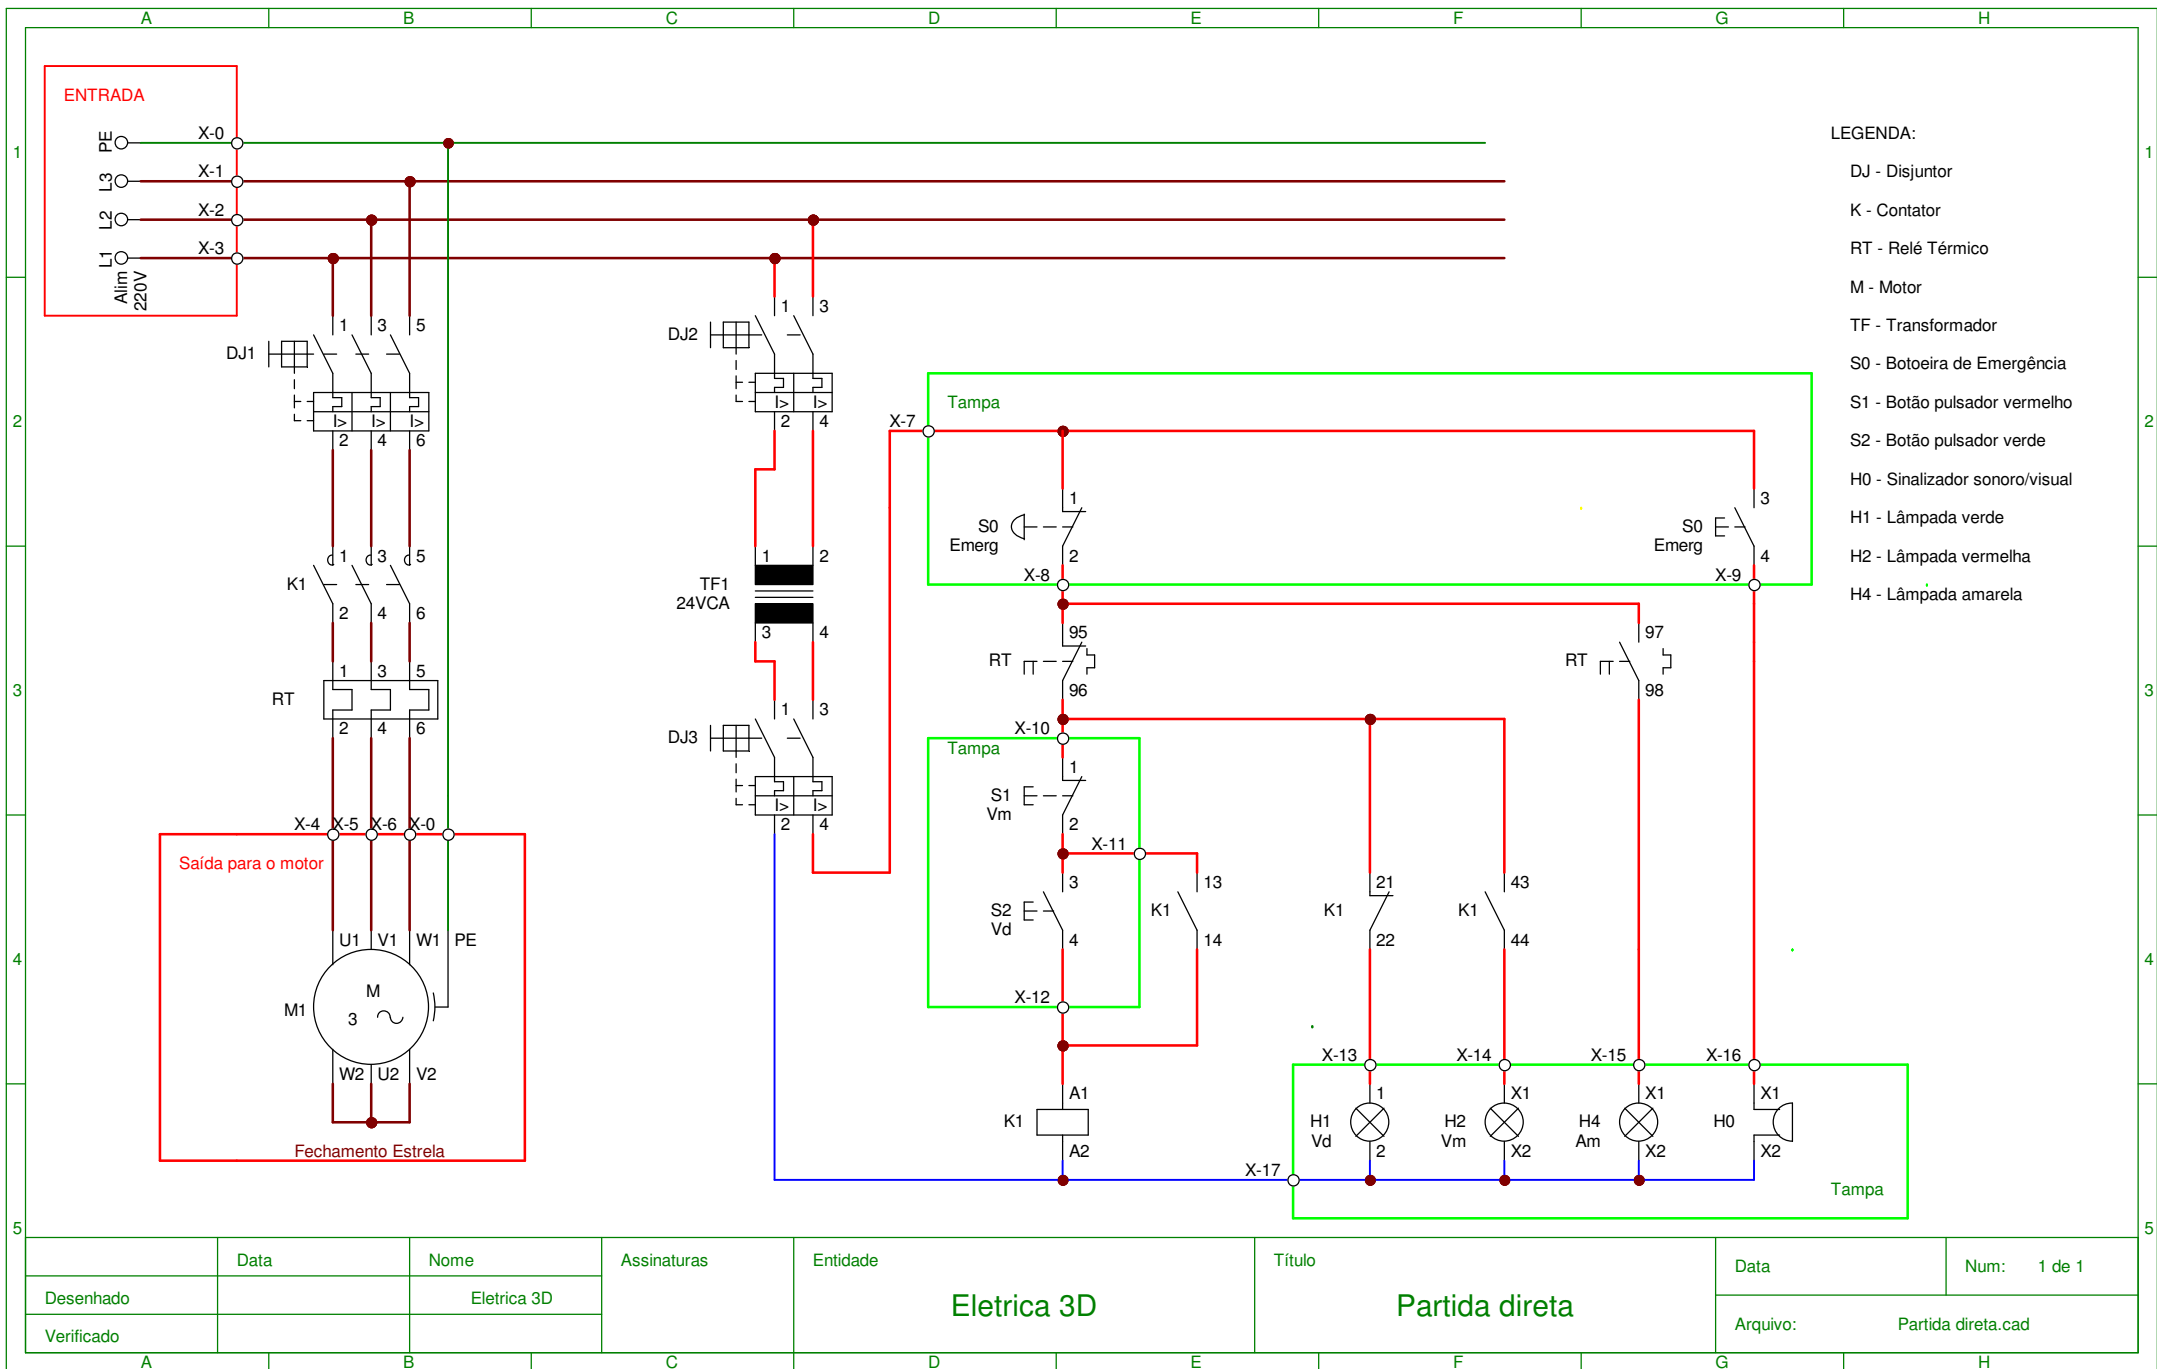 A B C D E F G H
ENTRADA
PE X-0
L3 X-1
L2 X-2
L1 X-3
Alim
220V
1 1
2 2
3 3
4 4
5 5
LEGENDA:
DJ - Disjuntor
K - Contator
RT - Relé Térmico
M - Motor
TF - Transformador
S0 - Botoeira de Emergência
S1 - Botão pulsador vermelho
S2 - Botão pulsador verde
H0 - Sinalizador sonoro/visual
H1 - Lâmpada verde
H2 - Lâmpada vermelha
H4 - Lâmpada amarela
1 3 5
DJ1
I> I> I>
2 4 6
1 3 5
K1
2 4 6
1 3 5
RT
2 4 6
X-4 X-5 X-6 X-0
Saída para o motor
U1 V1 W1 PE
M
M1
3
W2 U2 V2
Fechamento Estrela
1 3
DJ2
I> I>
2 4
1 2
TF1
24VCA
3 4
1 3
DJ3
I> I>
2 4
X-7
Tampa
1
S0
Emerg
2
X-8
3
S0
Emerg
4
X-9
95
RT
96
97
RT
98
X-10
Tampa
1
S1
Vm
2
X-11
3
S2
Vd
4
X-12
13
K1
14
21
K1
22
43
K1
44
A1
K1
A2
X-13 X-14 X-15 X-16
X-17
1
H1
Vd
2
X1
H2
Vm
X2
X1
H4
Am
X2
X1
H0
X2
Tampa
Data Nome Assinaturas Entidade Título Data Num: 1 de 1
Desenhado Eletrica 3D
Eletrica 3D
Partida direta
Verificado
Arquivo: Partida direta.cad
A B C D E F G H